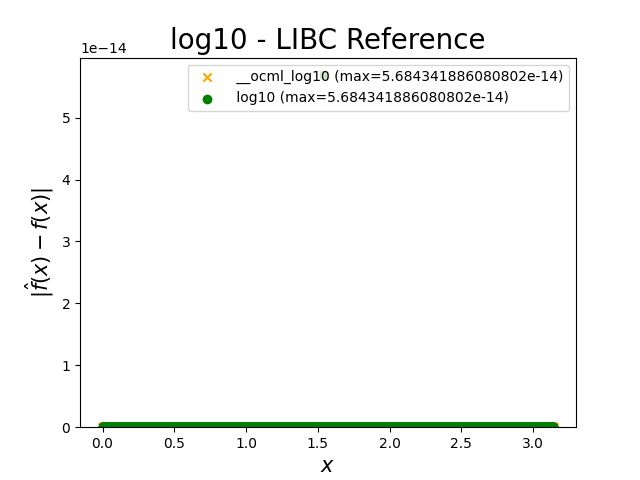 log10 - LIBC Reference
1e−14
__ocml_log10 (max=5.684341886080802e-14)
log10 (max=5.684341886080802e-14)
5
4
3
2
1
0
|f̂(x) − f(x)|
0.0 0.5 1.0 1.5 2.0 2.5 3.0
x